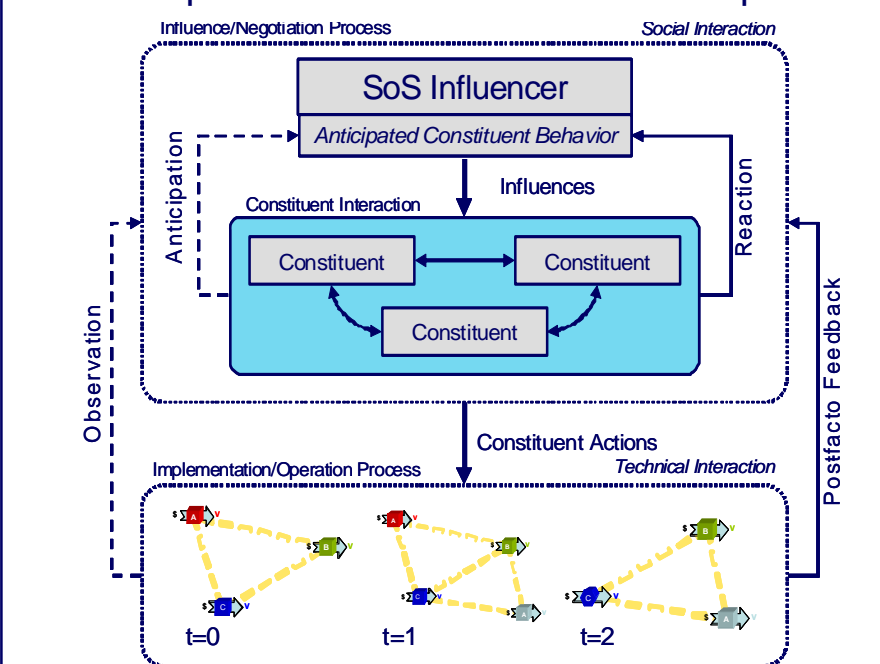 Influence/Negotiation Process
Social Interaction
SoS Influencer
Anticipated Constituent Behavior
Anticipation
Influences
Reaction
Constituent Interaction
Constituent
Constituent
Constituent
Observation
Postfacto Feedback
Constituent Actions
Implementation/Operation Process
Technical Interaction
$ Σ A V
$ Σ B V
$ Σ C V
t=0
$ Σ A V
$ Σ B V
$ Σ C V
$ Σ A V
t=1
$ Σ B V
$ Σ C V
$ Σ A V
t=2